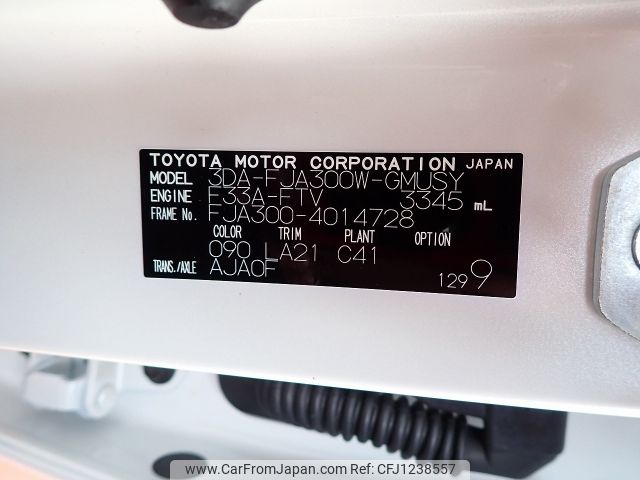 TOYOTA MOTOR CORPORATION JAPAN
MODEL 3DA-FJA300W-GMUSY
ENGINE F33A-FTV 3345 mL
FRAME No. FJA300-4014728
COLOR TRIM PLANT OPTION
090 LA21 C41
TRANS./AXLE AJA0F
129 9
www.CarFromJapan.com | Ref No. CFJ1238557